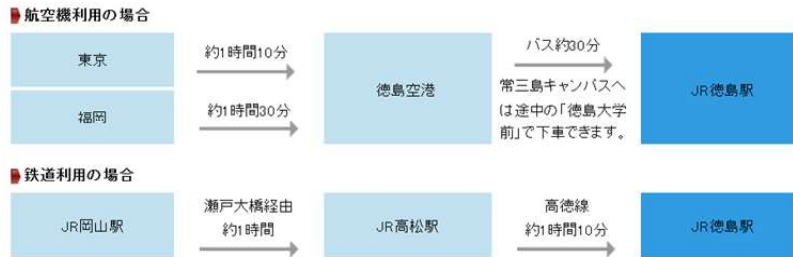 航空機利用の場合
東京
約1時間10分
福岡
約1時間30分
徳島空港
バス約30分
常三島キャンパスへ
は途中の「徳島大学
前」で下車できます。
JR徳島駅
鉄道利用の場合
JR岡山駅
瀬戸大橋経由
約1時間
JR高松駅
高徳線
約1時間10分
JR徳島駅